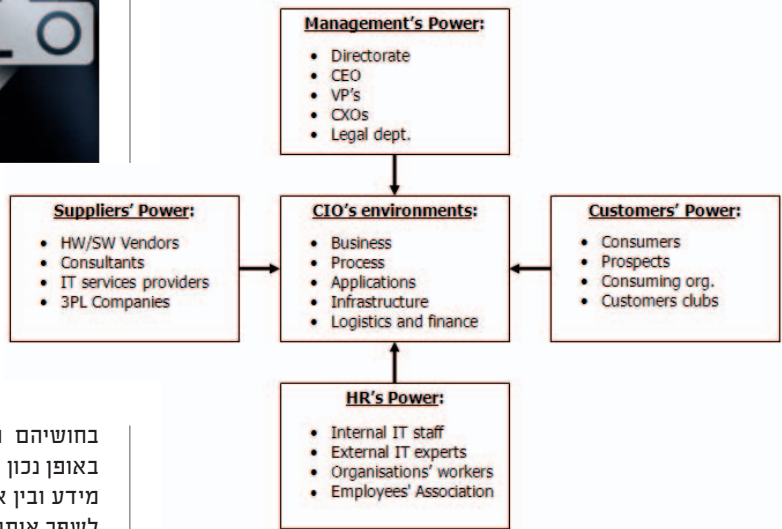 Management's Power:
• Directorate
• CEO
• VP's
• CXOs
• Legal dept.
Suppliers' Power:
• HW/SW Vendors
• Consultants
• IT services providers
• 3PL Companies
CIO's environments:
• Business
• Process
• Applications
• Infrastructure
• Logistics and finance
Customers' Power:
• Consumers
• Prospects
• Consuming org.
• Customers clubs
HR's Power:
• Internal IT staff
• External IT experts
• Organisations' workers
• Employees' Association
בחושיהם
באופן נכון
מידע ובין
לשפר